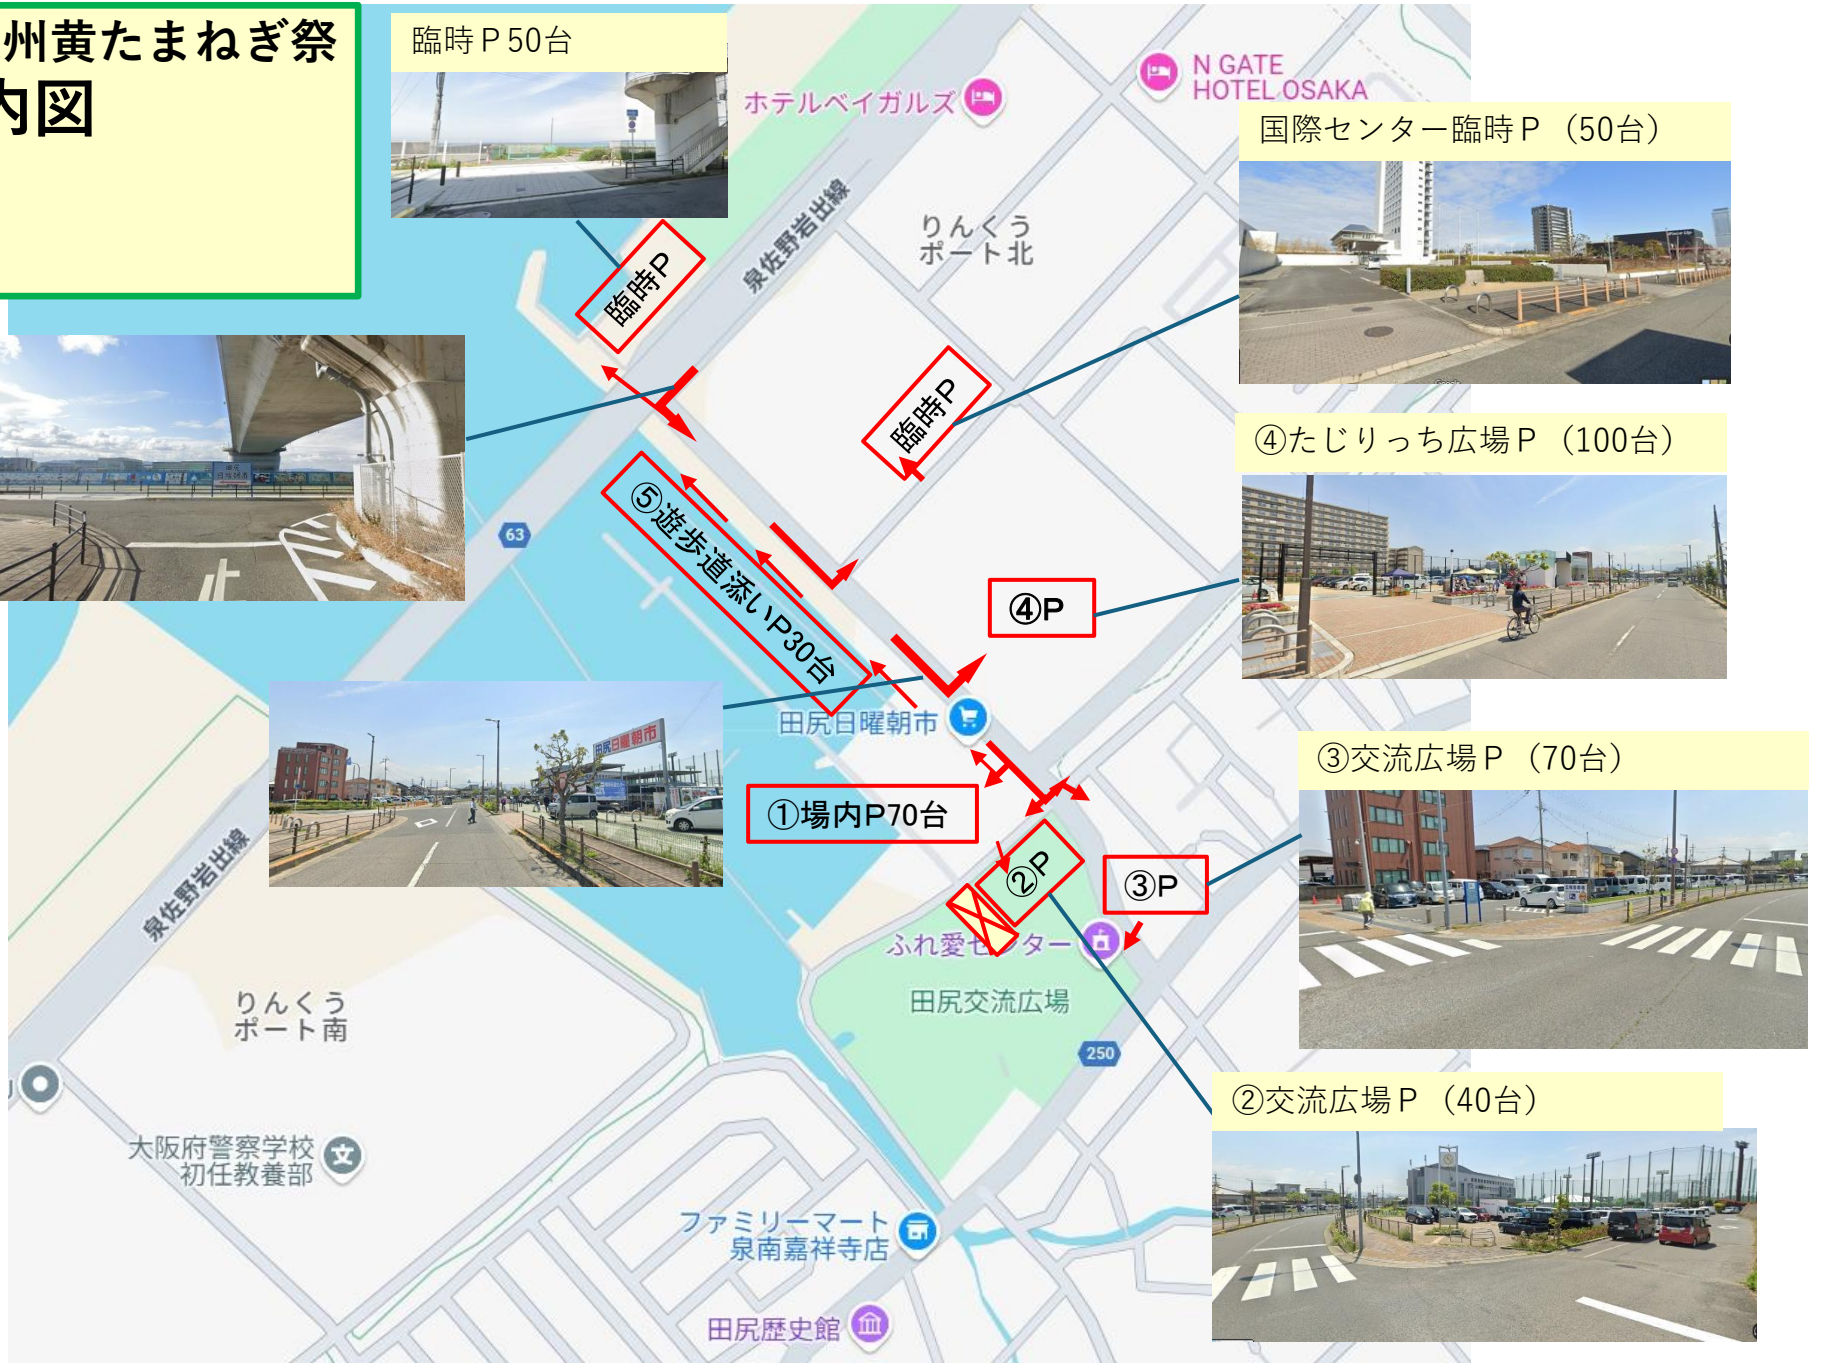 州黄たまねぎ祭
内図
臨時Ｐ50台
ホテルベイガルズ
N GATE
HOTEL OSAKA
国際センター臨時Ｐ（50台）
泉佐野岩出線
りんくう
ポート北
臨時P
臨時P
④たじりっち広場Ｐ（100台）
⑤遊歩道添いP30台
63
④P
田尻日曜朝市
田尻日曜朝市
③交流広場Ｐ（70台）
①場内P70台
②P
③P
泉佐野岩出線
ふれ愛センター
田尻交流広場
りんくう
ポート南
250
②交流広場Ｐ（40台）
大阪府警察学校
初任教養部
ファミリーマート
泉南嘉祥寺店
田尻歴史館